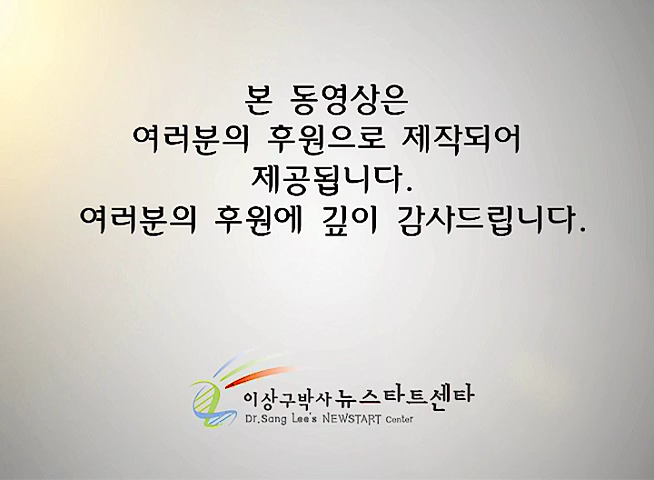 본 동영상은
여러분의 후원으로 제작되어
제공됩니다.
여러분의 후원에 깊이 감사드립니다.
이상구박사 뉴스타트센타
Dr.Sang Lee's NEWSTART Center